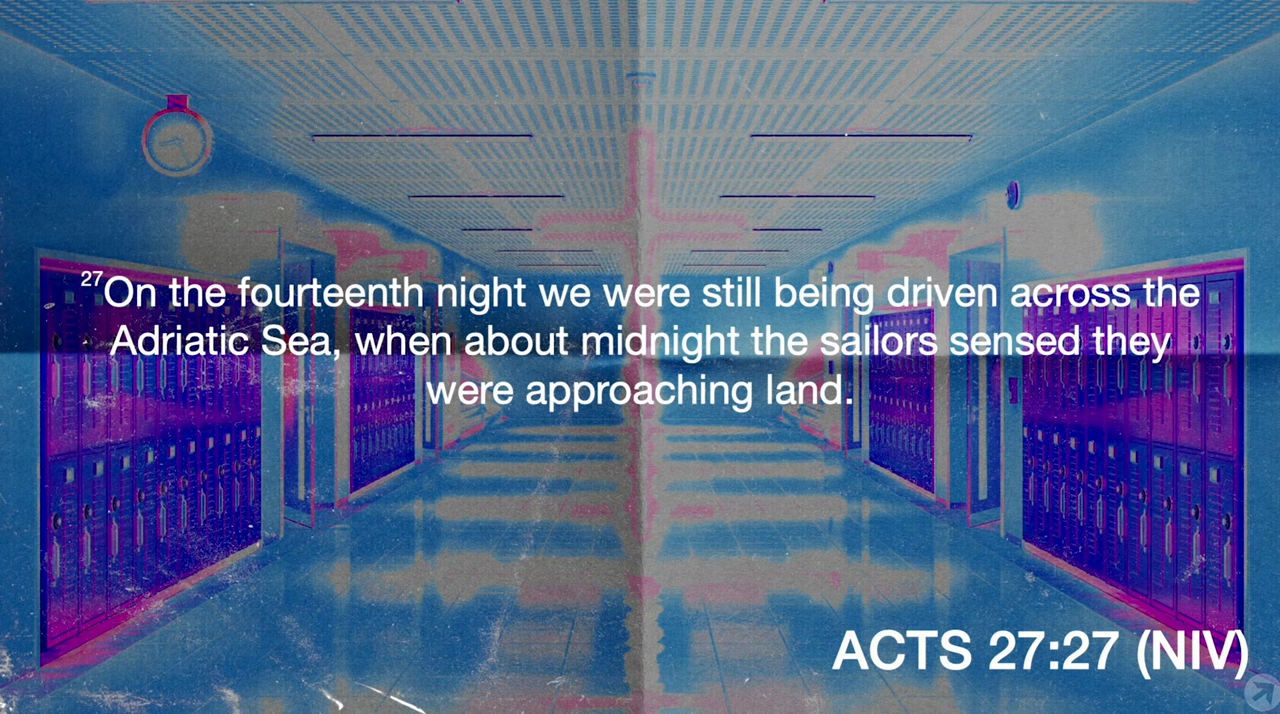 27On the fourteenth night we were still being driven across the
Adriatic Sea, when about midnight the sailors sensed they
were approaching land.
ACTS 27:27 (NIV)